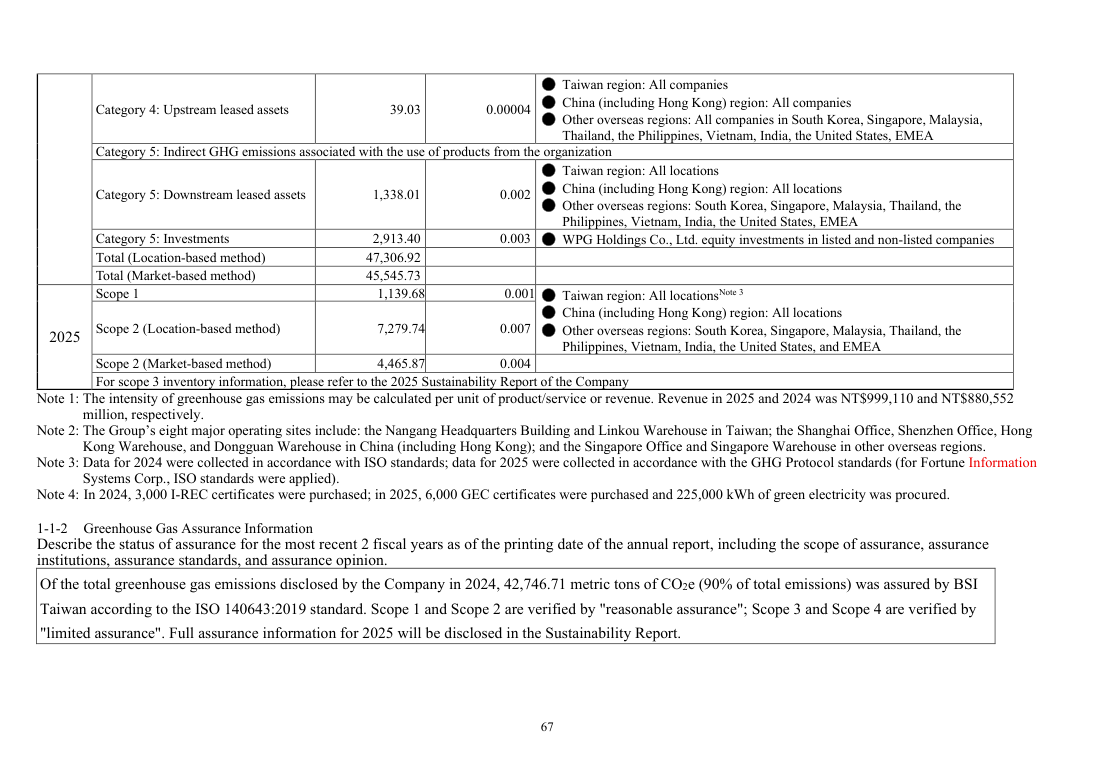 Category 4: Upstream leased assets 39.03 0.00004
● Taiwan region: All companies
● China (including Hong Kong) region: All companies
● Other overseas regions: All companies in South Korea, Singapore, Malaysia,
Thailand, the Philippines, Vietnam, India, the United States, EMEA
Category 5: Indirect GHG emissions associated with the use of products from the organization
Category 5: Downstream leased assets 1,338.01 0.002
● Taiwan region: All locations
● China (including Hong Kong) region: All locations
● Other overseas regions: South Korea, Singapore, Malaysia, Thailand, the
Philippines, Vietnam, India, the United States, EMEA
Category 5: Investments 2,913.40 0.003 ● WPG Holdings Co., Ltd. equity investments in listed and non-listed companies
Total (Location-based method) 47,306.92
Total (Market-based method) 45,545.73
2025
Scope 1 1,139.68 0.001 ● Taiwan region: All locations Note 3
Scope 2 (Location-based method) 7,279.74 0.007
● China (including Hong Kong) region: All locations
● Other overseas regions: South Korea, Singapore, Malaysia, Thailand, the
Philippines, Vietnam, India, the United States, and EMEA
Scope 2 (Market-based method) 4,465.87 0.004
For scope 3 inventory information, please refer to the 2025 Sustainability Report of the Company
Note 1: The intensity of greenhouse gas emissions may be calculated per unit of product/service or revenue. Revenue in 2025 and 2024 was NT$999,110 and NT$880,552
million, respectively.
Note 2: The Group's eight major operating sites include: the Nangang Headquarters Building and Linkou Warehouse in Taiwan; the Shanghai Office, Shenzhen Office, Hong
Kong Warehouse, and Dongguan Warehouse in China (including Hong Kong); and the Singapore Office and Singapore Warehouse in other overseas regions.
Note 3: Data for 2024 were collected in accordance with ISO standards; data for 2025 were collected in accordance with the GHG Protocol standards (for Fortune Information
Systems Corp., ISO standards were applied).
Note 4: In 2024, 3,000 I-REC certificates were purchased; in 2025, 6,000 GEC certificates were purchased and 225,000 kWh of green electricity was procured.
1-1-2 Greenhouse Gas Assurance Information
Describe the status of assurance for the most recent 2 fiscal years as of the printing date of the annual report, including the scope of assurance, assurance
institutions, assurance standards, and assurance opinion.
Of the total greenhouse gas emissions disclosed by the Company in 2024, 42,746.71 metric tons of CO₂e (90% of total emissions) was assured by BSI
Taiwan according to the ISO 140643:2019 standard. Scope 1 and Scope 2 are verified by "reasonable assurance"; Scope 3 and Scope 4 are verified by
"limited assurance". Full assurance information for 2025 will be disclosed in the Sustainability Report.
67